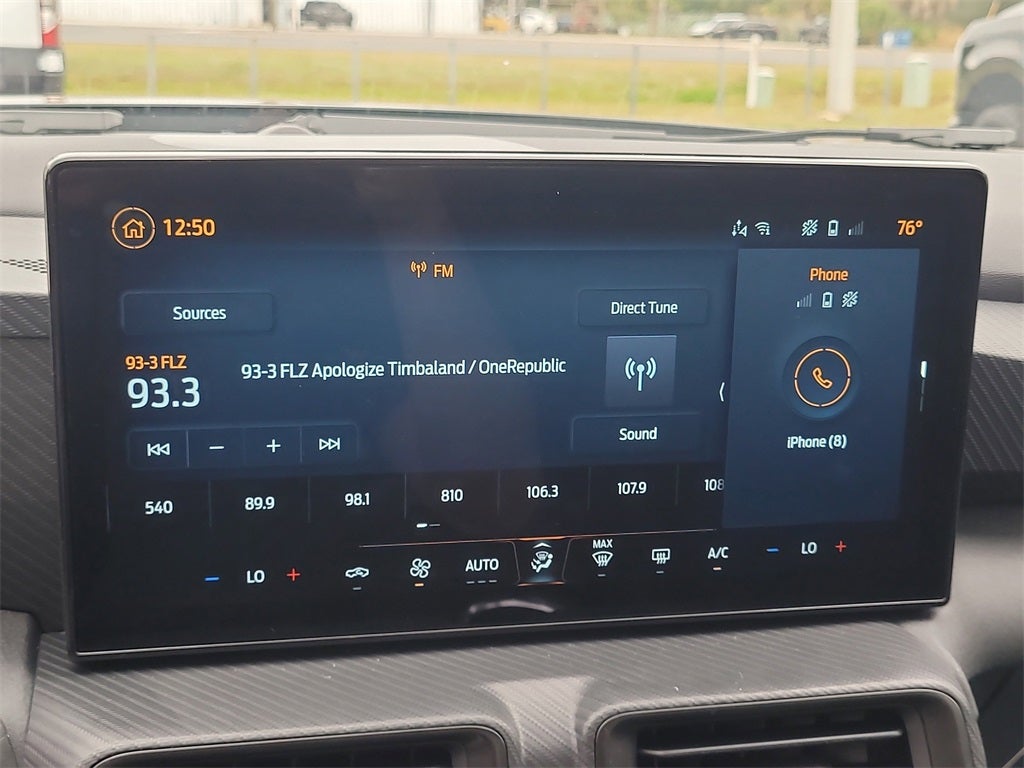 12:50
76°
FM
Phone
Sources
Direct Tune
93-3 FLZ
93.3
93-3 FLZ Apologize Timbaland / OneRepublic
Sound
iPhone (8)
540 89.9 98.1 810 106.3 107.9 108
LO AUTO MAX A/C LO